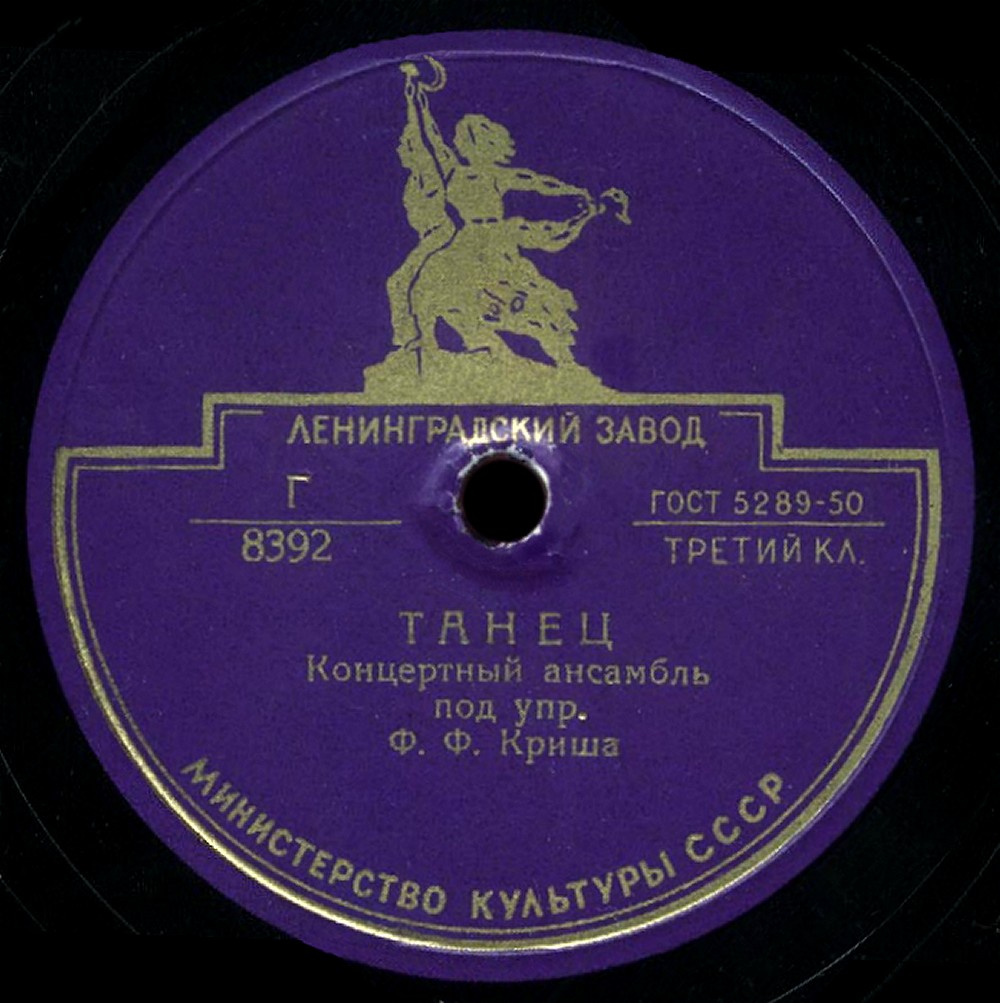 ЛЕНИНГРАДСКИЙ ЗАВОД
Г
8392
ГОСТ 5289-50
ТРЕТИЙ КЛ.
ТАНЕЦ
Концертный ансамбль
под упр.
Ф. Ф. Криша
МИНИСТЕРСТВО КУЛЬТУРЫ СССР